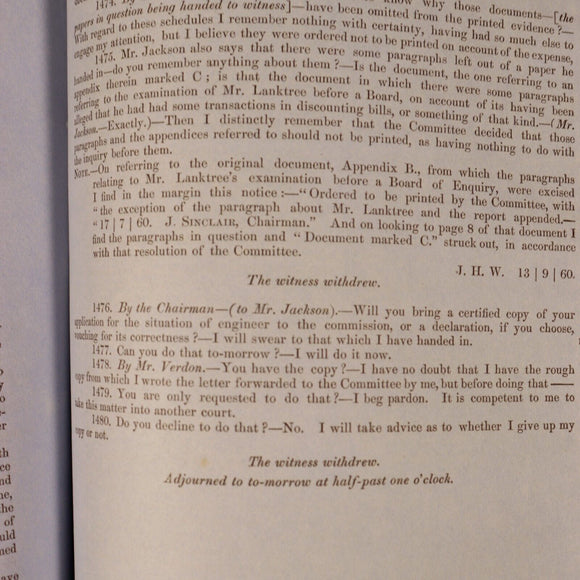 1474. By know why those documents—[the
papers in question being handed to witness]—have been omitted from the printed evidence ?—
With regard to these schedules I remember nothing with certainty, having had so much else to
engage my attention, but I believe they were ordered not to be printed on account of the expense,
1475. Mr. Jackson also says that there were some paragraphs left out of a paper he
handed in—do you remember anything about them ?—Is the document, the one referring to an
appendix therein marked C ; is that the document in which there were some paragraphs
referring to the examination of Mr. Lanktree before a Board, on account of its having been
alleged that he had had some transactions in discounting bills, or something of that kind.—(Mr.
Jackson.—Exactly.)—Then I distinctly remember that the Committee decided that those
paragraphs and the appendices referred to should not be printed, as having nothing to do with
the inquiry before them.
NOTE.—On referring to the original document, Appendix B., from which the paragraphs
relating to Mr. Lanktree's examination before a Board of Enquiry, were excised
I find in the margin this notice :—“ Ordered to be printed by the Committee, with
“ the exception of the paragraph about Mr. Lanktree and the report appended.—
“ 17 | 7 | 60. J. SINCLAIR, Chairman.” And on looking to page 8 of that document I
find the paragraphs in question and “ Document marked C.” struck out, in accordance
with that resolution of the Committee.
J. H. W. 13 | 9 | 60.
The witness withdrew.
1476. By the Chairman—(to Mr. Jackson).—Will you bring a certified copy of your
application for the situation of engineer to the commission, or a declaration, if you choose,
vouching for its correctness ?—I will swear to that which I have handed in.
1477. Can you do that to-morrow ?—I will do it now.
1478. By Mr. Verdon.—You have the copy ?—I have no doubt that I have the rough
copy from which I wrote the letter forwarded to the Committee by me, but before doing that ——
1479. You are only requested to do that ?—I beg pardon. It is competent to me to
take this matter into another court.
1480. Do you decline to do that ?—No. I will take advice as to whether I give up my
copy or not.
The witness withdrew.
Adjourned to to-morrow at half-past one o'clock.